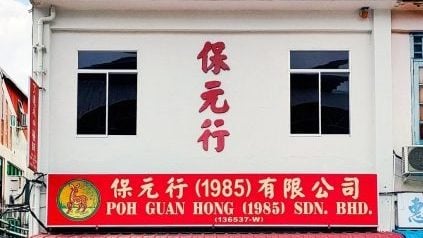 保元行
保元行(1985)有限公司
POH GUAN HONG (1985) SDN. BHD.
(136537-W)